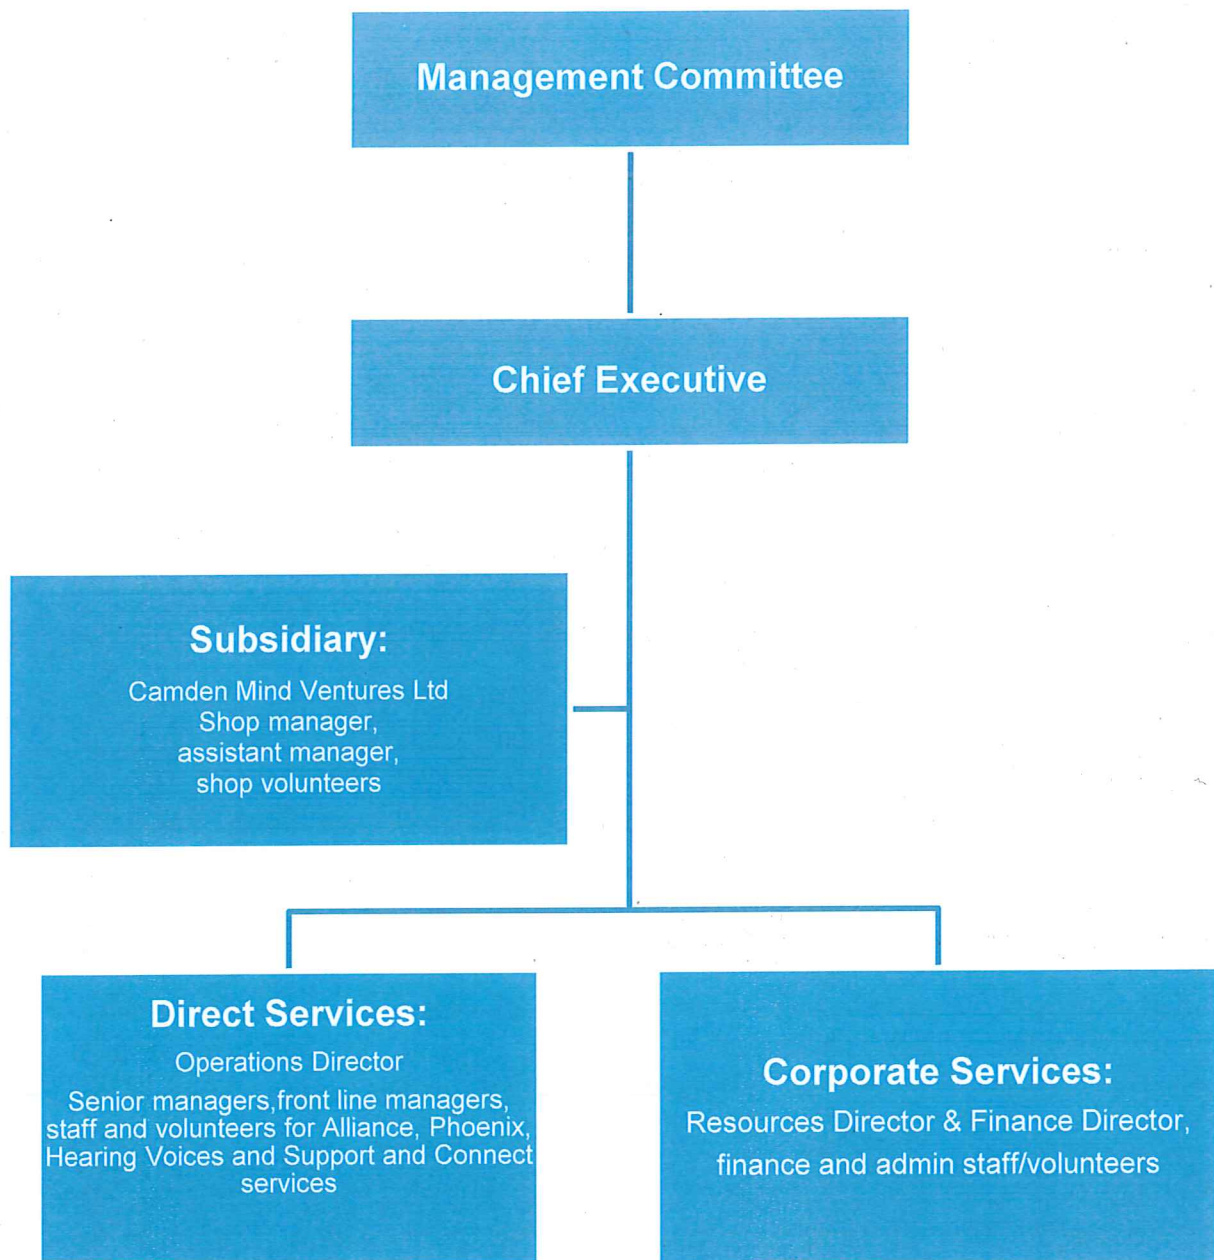 Management Committee
Chief Executive
Subsidiary:
Camden Mind Ventures Ltd
Shop manager,
assistant manager,
shop volunteers
Direct Services:
Operations Director
Senior managers,front line managers,
staff and volunteers for Alliance, Phoenix,
Hearing Voices and Support and Connect
services
Corporate Services:
Resources Director & Finance Director,
finance and admin staff/volunteers